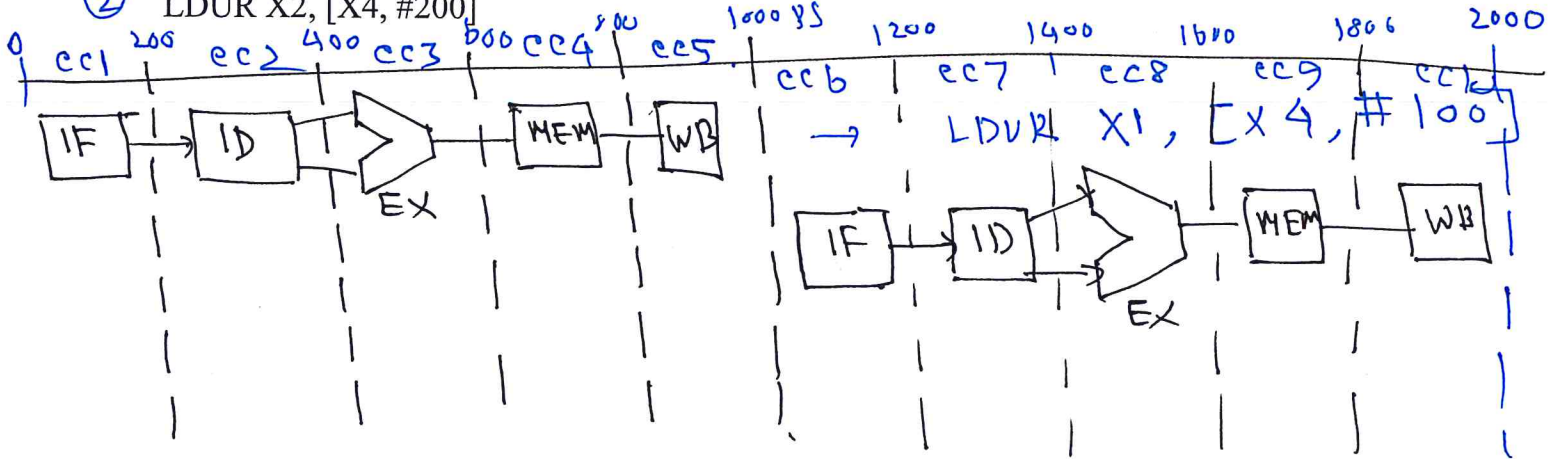 ② LDUR X2, [X4, #200]
0 200 400 600 800 1000 PS 1200 1400 1600 1800 2000
CC1 CC2 CC3 CC4 CC5 CC6 CC7 CC8 CC9 CC10
→ LDUR X1, [X4, #100]
IF ID EX MEM WB
IF ID EX MEM WB